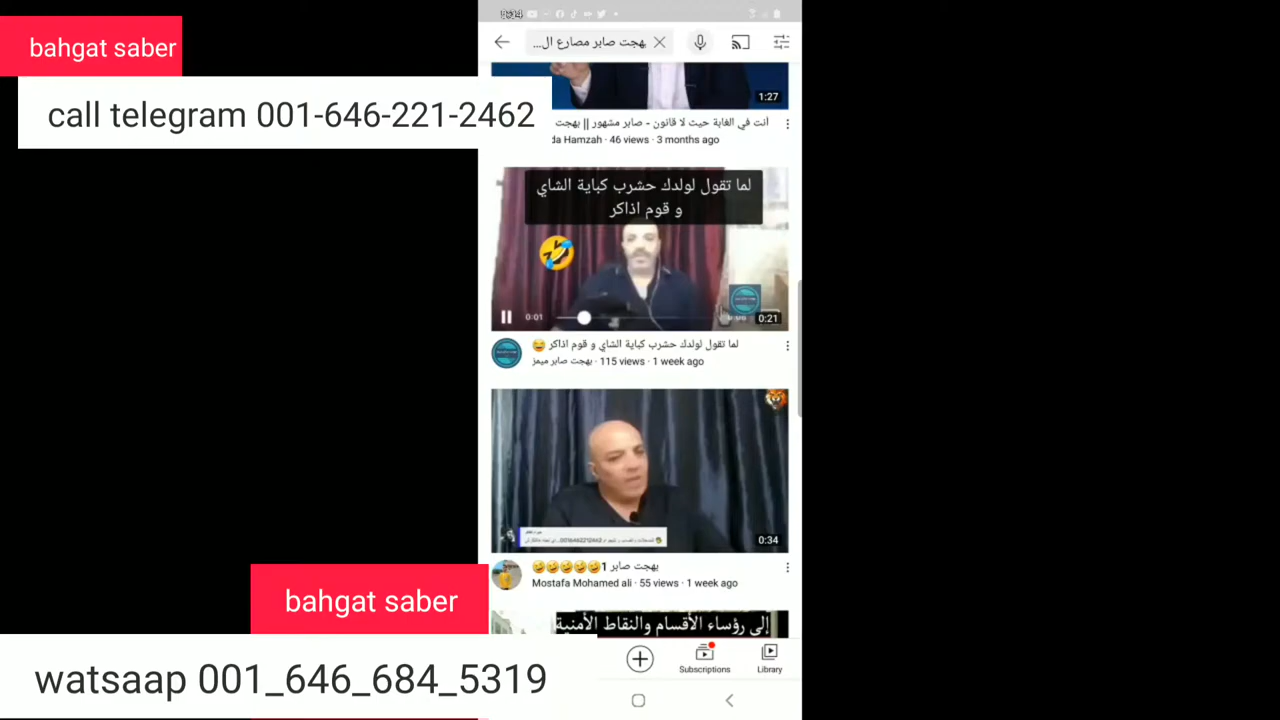 bahgat saber
call telegram 001-646-221-2462
بهجت صابر مصارع ال...
1:27
أنت في الغابة حيث لا قانون - صابر مشهور || بهجت
da Hamzah · 46 views · 3 months ago
لما تقول لولدك حشرب كباية الشاي
و قوم اذاكر
0:01
0:21
لما تقول لولدك حشرب كباية الشاي و قوم اذاكر 😂
بهجت صابر ميمز · 115 views · 1 week ago
0:34
بهجت صابر 1🤣🤣🤣🤣🤣
Mostafa Mohamed ali · 55 views · 1 week ago
إلى رؤساء الأقسام والنقاط الأمنية
bahgat saber
watsaap 001_646_684_5319
Subscriptions
Library